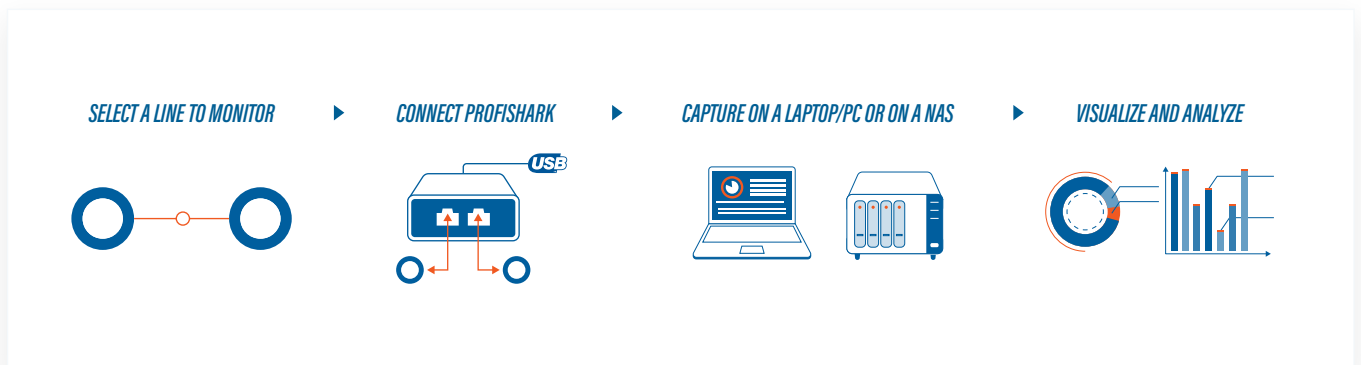 SELECT A LINE TO MONITOR
CONNECT PROFISHARK
CAPTURE ON A LAPTOP/PC OR ON A NAS
VISUALIZE AND ANALYZE
USB